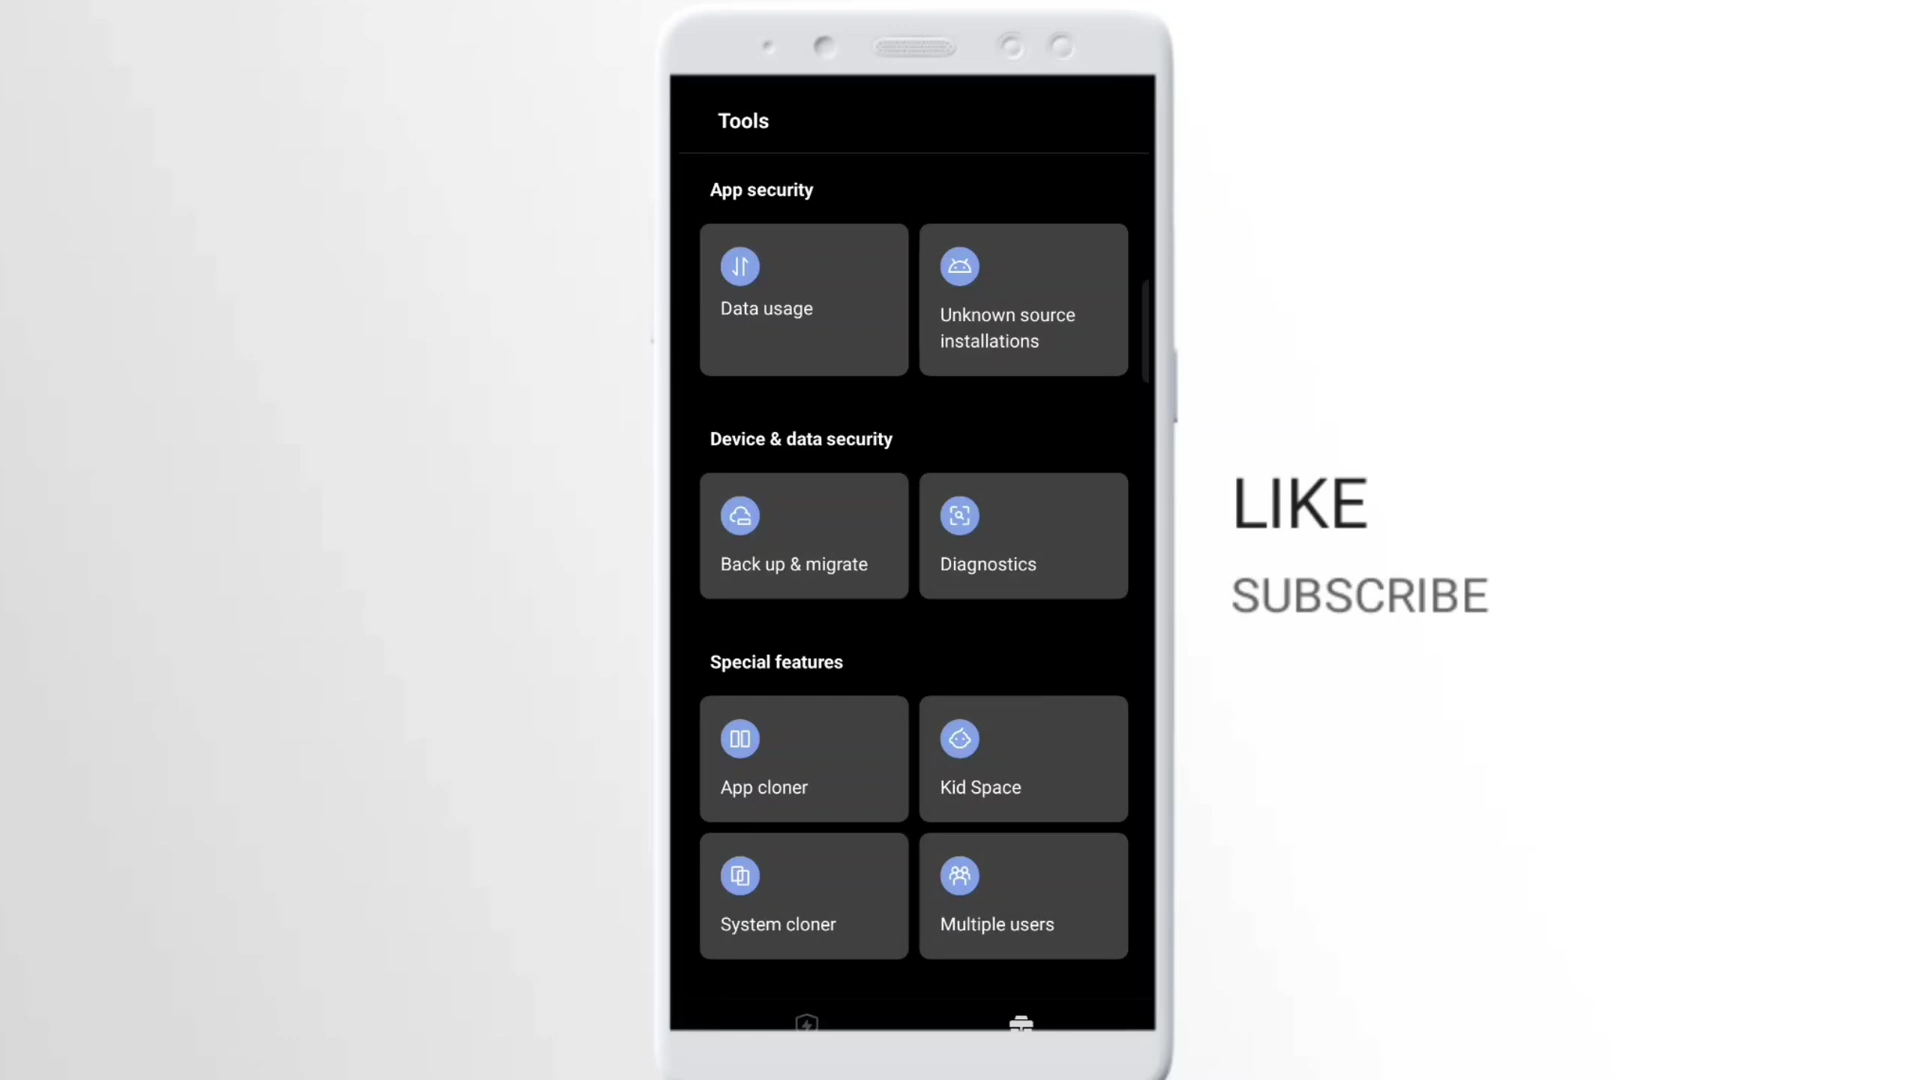 Tools
App security
Data usage
Unknown source
installations
Device & data security
Back up & migrate
Diagnostics
Special features
App cloner
Kid Space
System cloner
Multiple users
LIKE
SUBSCRIBE